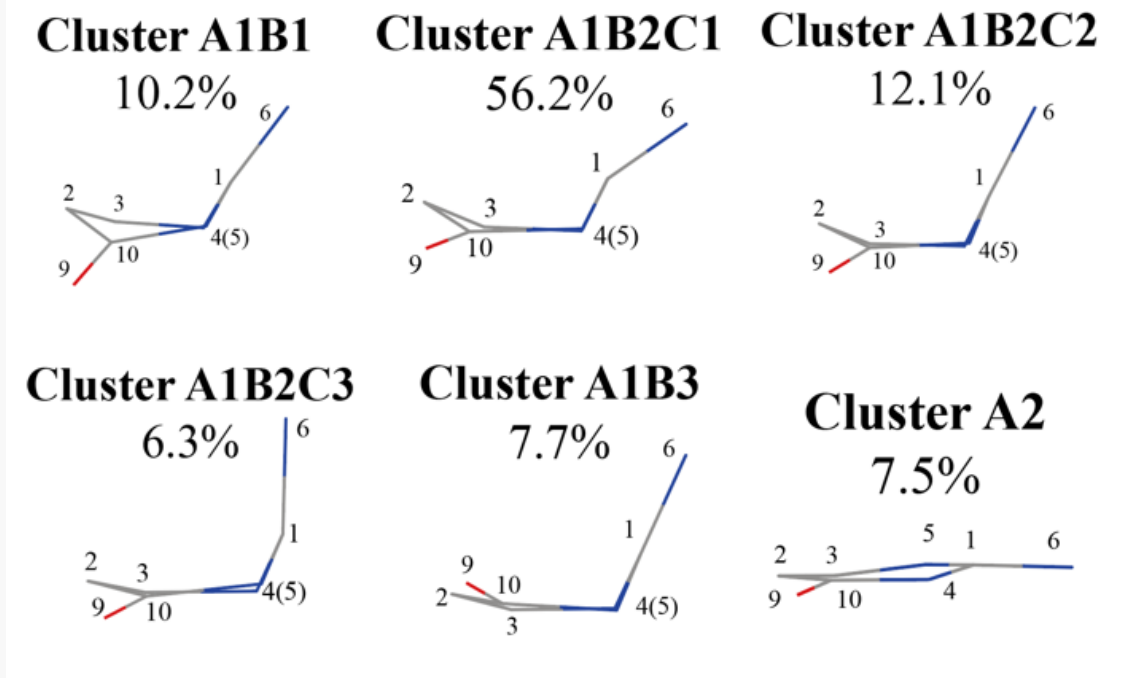 Cluster A1B1 Cluster A1B2C1 Cluster A1B2C2
10.2% 56.2% 12.1%
6 6 6
1 1 1
2 3 2 3 2 3
4(5) 4(5) 4(5)
9 10 9 10 9 10
Cluster A1B2C3 Cluster A1B3 Cluster A2
6.3% 7.7% 7.5%
6 6
1 1 5 1 6
2 3 9 10 2 3
4(5) 2 4(5) 4
9 10 3 9 10